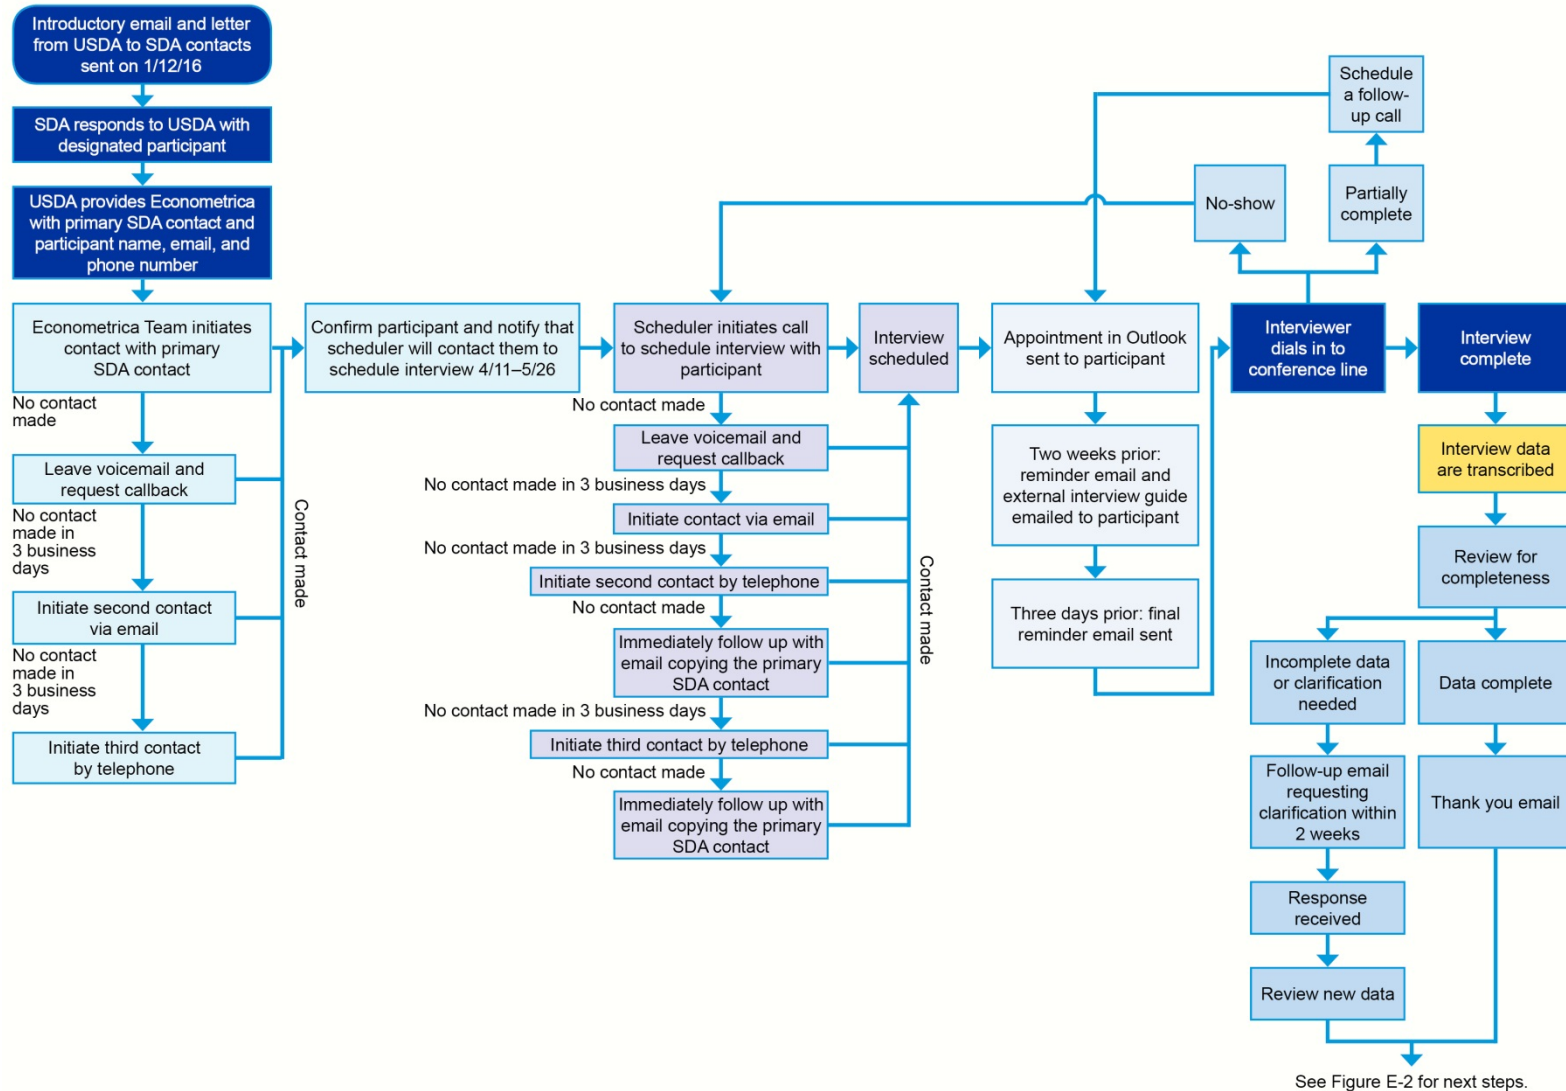 Introductory email and letter
from USDA to SDA contacts
sent on 1/12/16
SDA responds to USDA with
designated participant
USDA provides Econometrica
with primary SDA contact and
participant name, email, and
phone number
Econometrica Team initiates
contact with primary
SDA contact
No contact
made
Leave voicemail and
request callback
No contact
made in
3 business
days
Initiate second contact
via email
No contact
made in
3 business
days
Initiate third contact
by telephone
Contact made
Confirm participant and notify that
scheduler will contact them to
schedule interview 4/11–5/26
Scheduler initiates call
to schedule interview with
participant
No contact made
Leave voicemail and
request callback
No contact made in 3 business days
Initiate contact via email
No contact made in 3 business days
Initiate second contact by telephone
No contact made
Immediately follow up with
email copying the primary
SDA contact
No contact made in 3 business days
Initiate third contact by telephone
No contact made
Immediately follow up with
email copying the primary
SDA contact
Contact made
Interview
scheduled
Appointment in Outlook
sent to participant
Two weeks prior:
reminder email and
external interview guide
emailed to participant
Three days prior: final
reminder email sent
Interviewer
dials in to
conference line
No-show
Partially
complete
Schedule
a follow-
up call
Interview
complete
Interview data
are transcribed
Review for
completeness
Incomplete data
or clarification
needed
Follow-up email
requesting
clarification within
2 weeks
Response
received
Review new data
Data complete
Thank you email
See Figure E-2 for next steps.